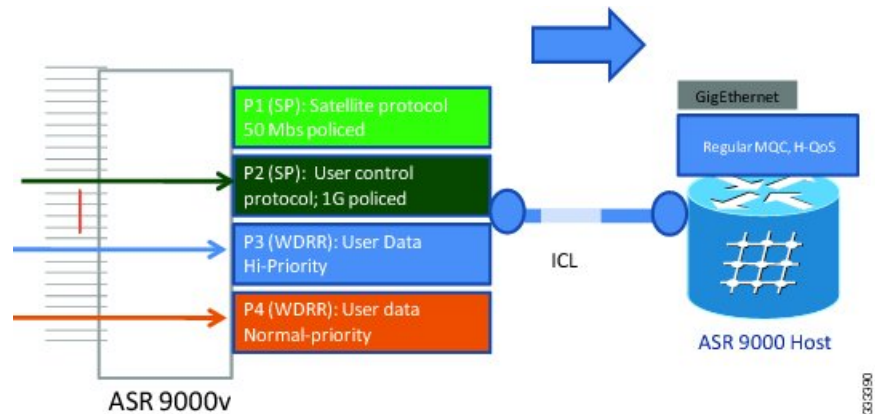 P1 (SP): Satellite protocol
50 Mbs policed
P2 (SP): User control
protocol; 1G policed
P3 (WDRR): User Data
Hi-Priority
P4 (WDRR): User data
Normal-priority
ASR 9000v
ICL
GigEthernet
Regular MQC, H-QoS
ASR 9000 Host
333390